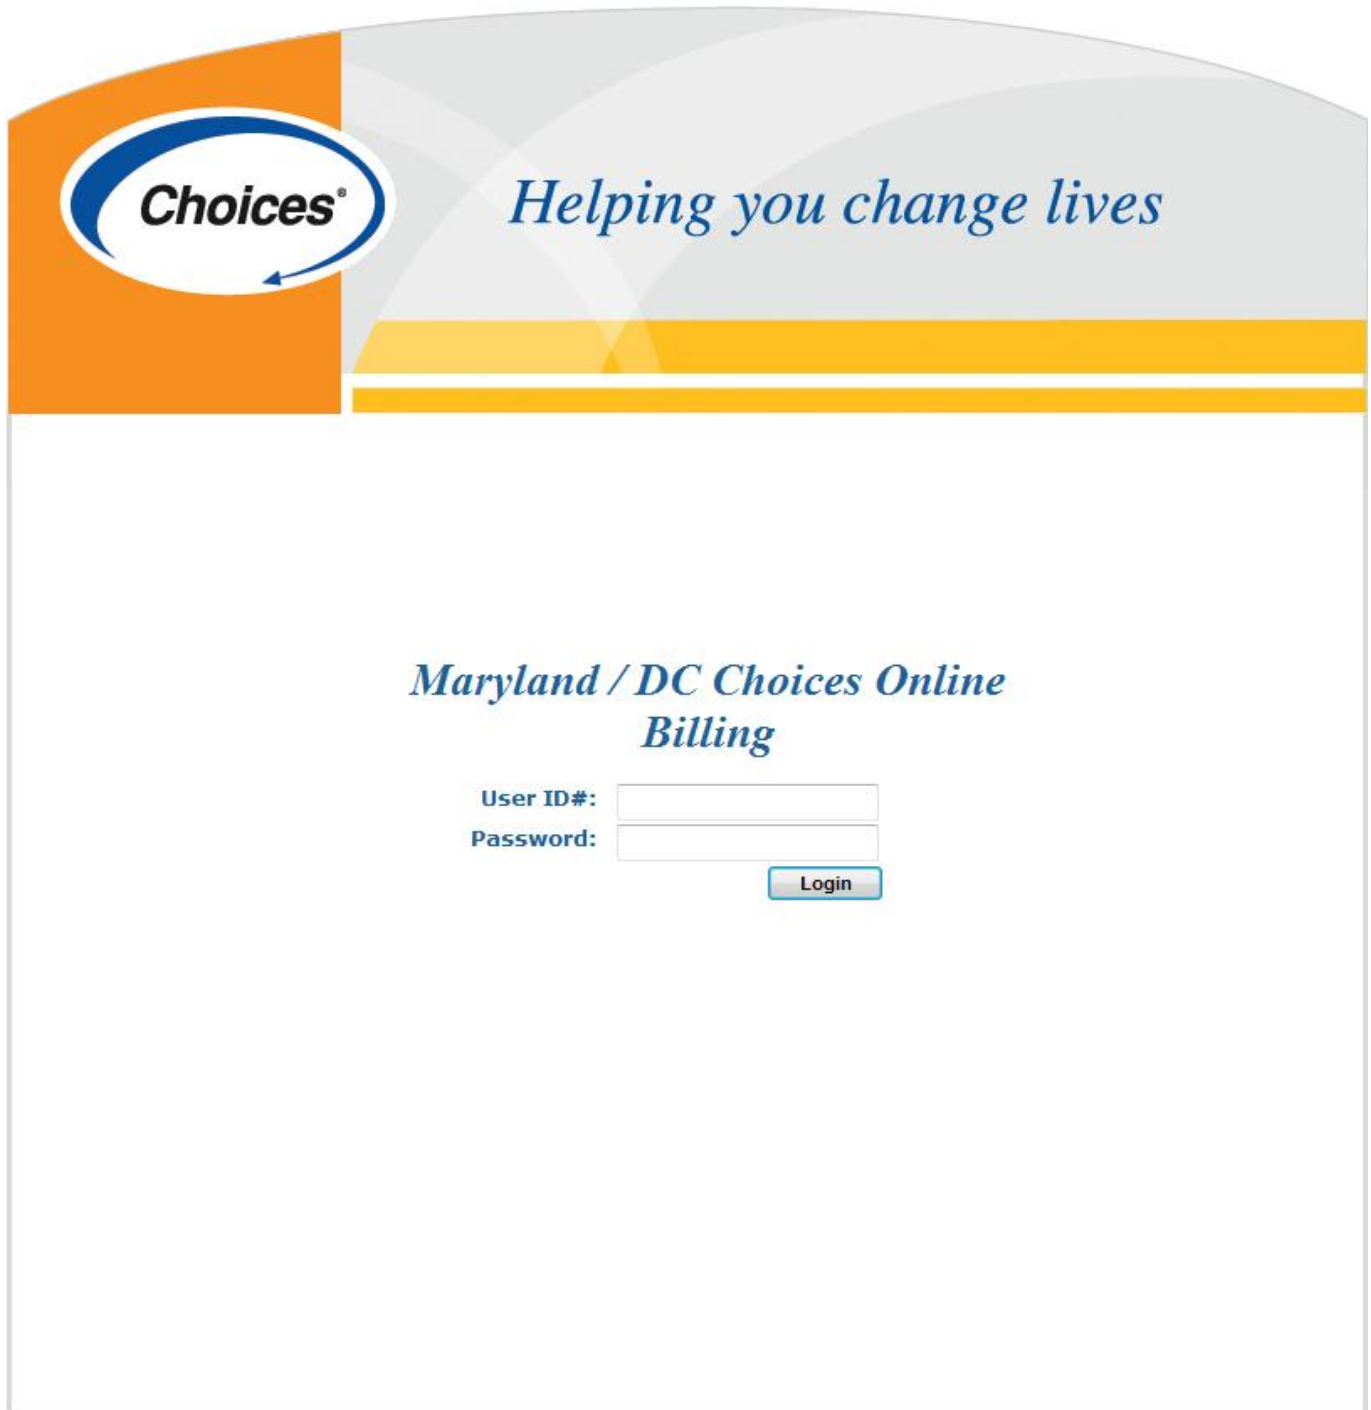 Choices®
Helping you change lives
Maryland / DC Choices Online
Billing
User ID#:
Password:
Login